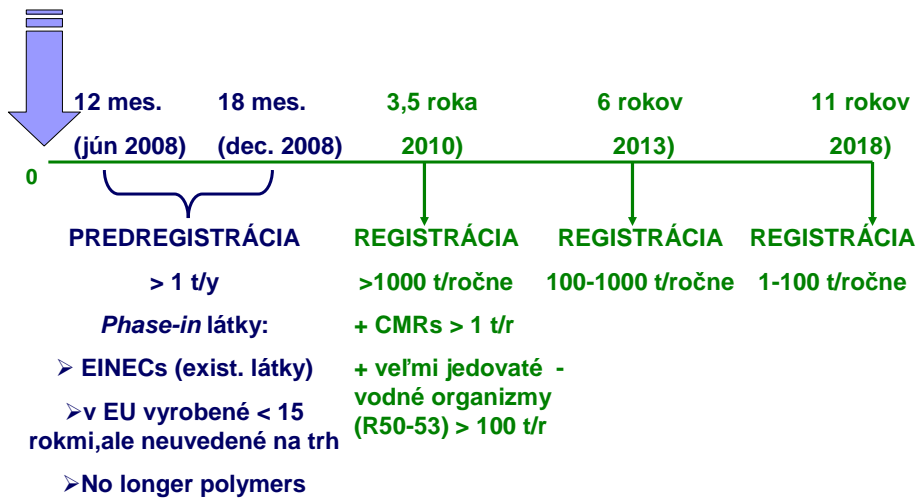 12 mes.
18 mes.
3,5 roka
6 rokov
11 rokov
(jún 2008)
(dec. 2008)
2010)
2013)
2018)
0
PREDREGISTRÁCIA
> 1 t/y
Phase-in látky:
➢ EINECs (exist. látky)
➢v EU vyrobené < 15
rokmi,ale neuvedené na trh
➢No longer polymers
REGISTRÁCIA
>1000 t/ročne
+ CMRs > 1 t/r
+ veľmi jedovaté -
vodné organizmy
(R50-53) > 100 t/r
REGISTRÁCIA
100-1000 t/ročne
REGISTRÁCIA
1-100 t/ročne